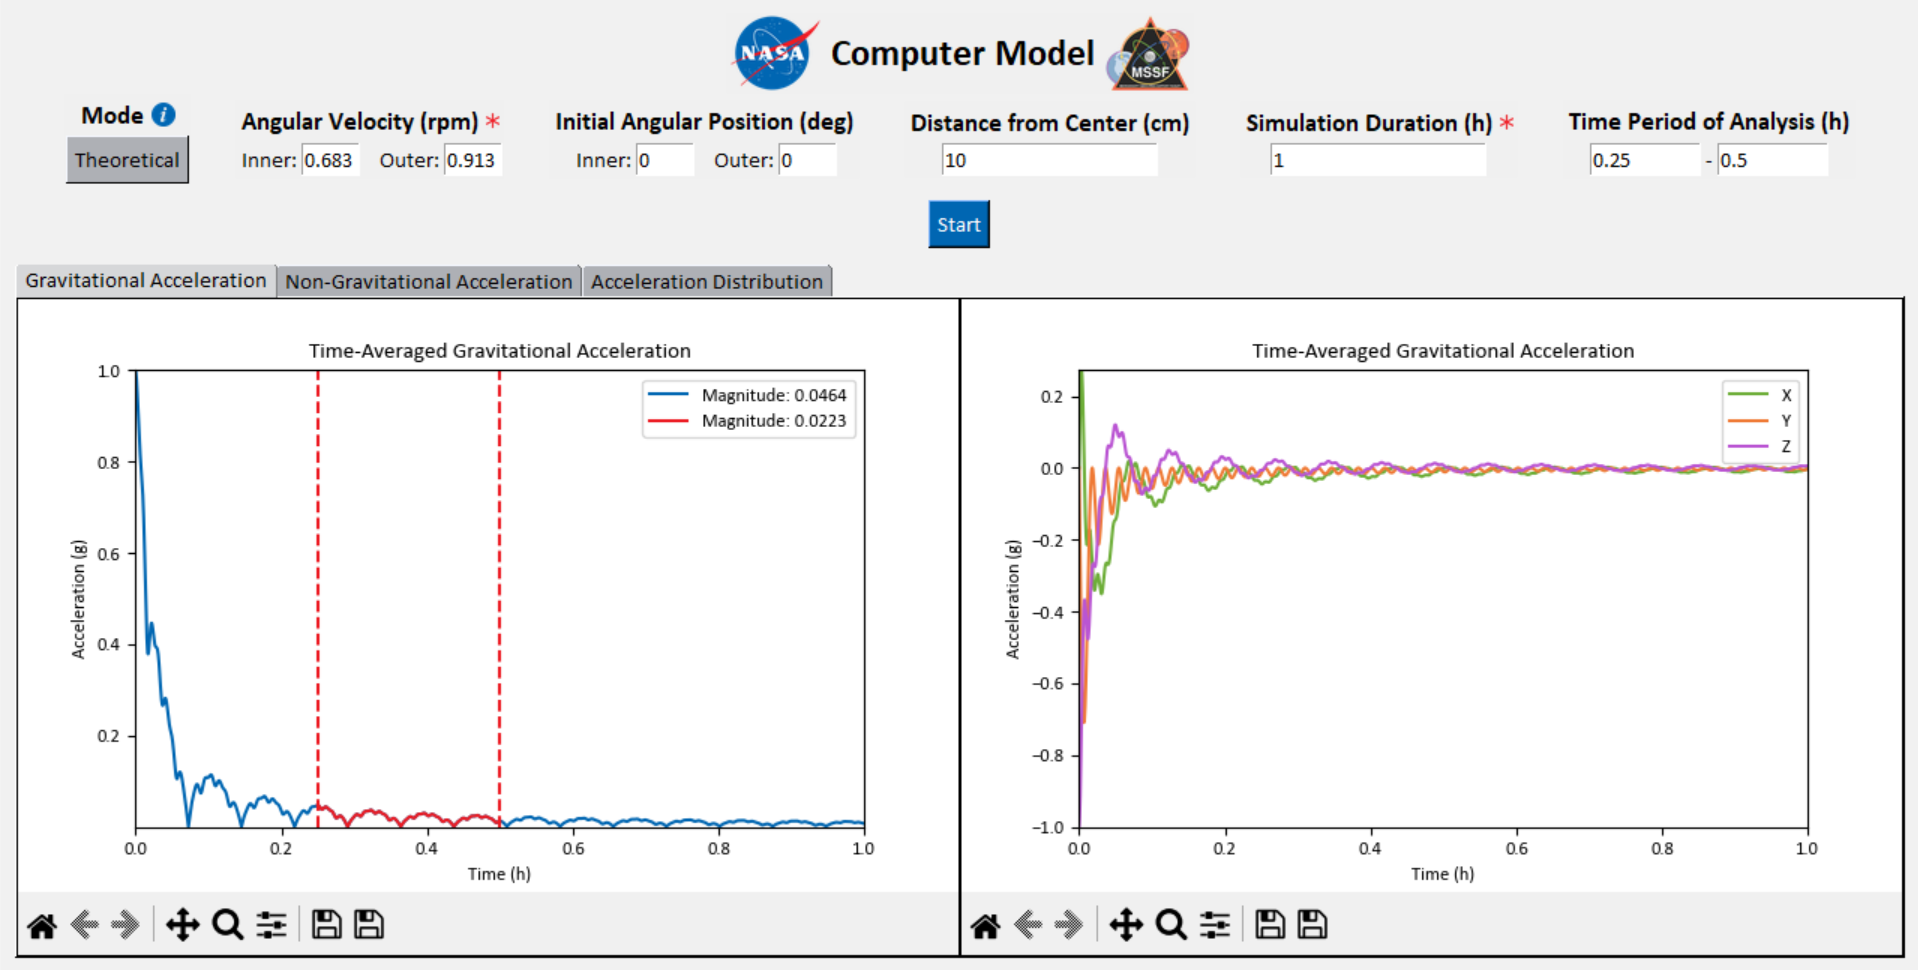 NASA
Computer Model
MSSF
Mode i
Theoretical
Angular Velocity (rpm) *
Inner: 0.683 Outer: 0.913
Initial Angular Position (deg)
Inner: 0 Outer: 0
Distance from Center (cm)
10
Simulation Duration (h) *
1
Time Period of Analysis (h)
0.25 - 0.5
Start
Gravitational Acceleration
Non-Gravitational Acceleration
Acceleration Distribution
Time-Averaged Gravitational Acceleration
Magnitude: 0.0464
Magnitude: 0.0223
Acceleration (g)
1.0
0.8
0.6
0.4
0.2
0.0 0.2 0.4 0.6 0.8 1.0
Time (h)
Time-Averaged Gravitational Acceleration
X
Y
Z
Acceleration (g)
0.2
0.0
−0.2
−0.4
−0.6
−0.8
−1.0
0.0 0.2 0.4 0.6 0.8 1.0
Time (h)